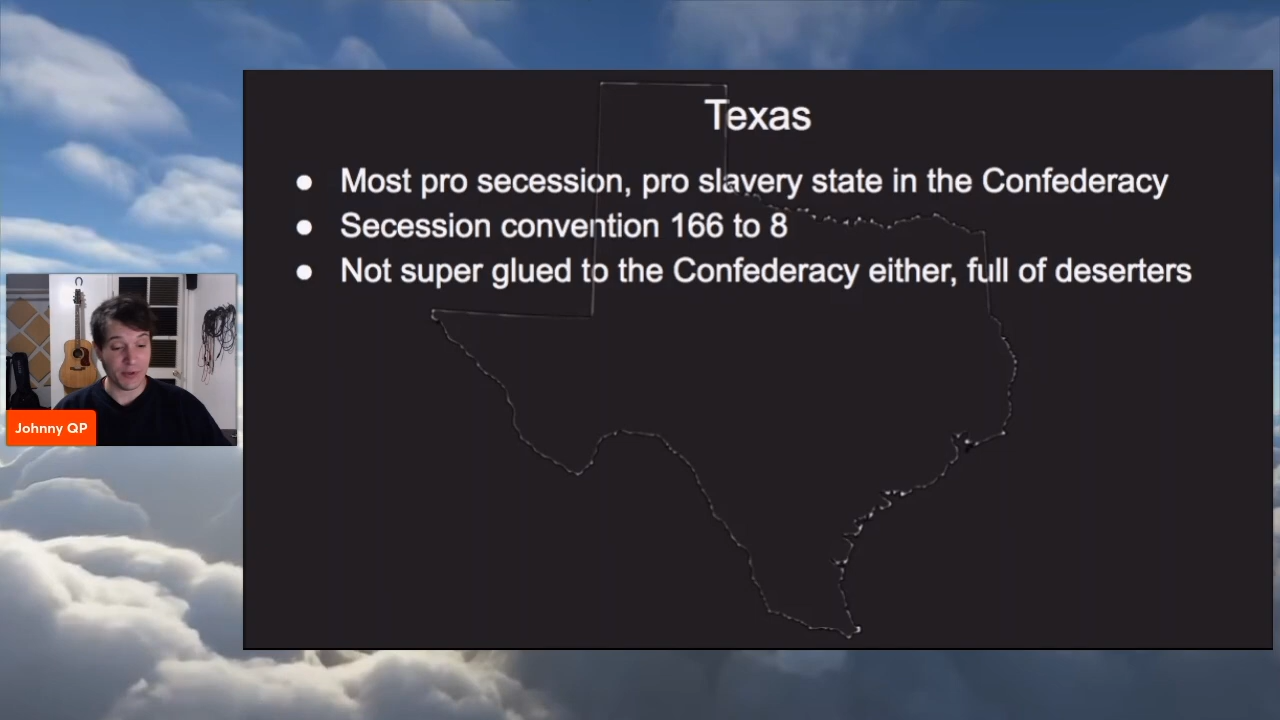 Texas
● Most pro secession, pro slavery state in the Confederacy
● Secession convention 166 to 8
● Not super glued to the Confederacy either, full of deserters
Johnny QP